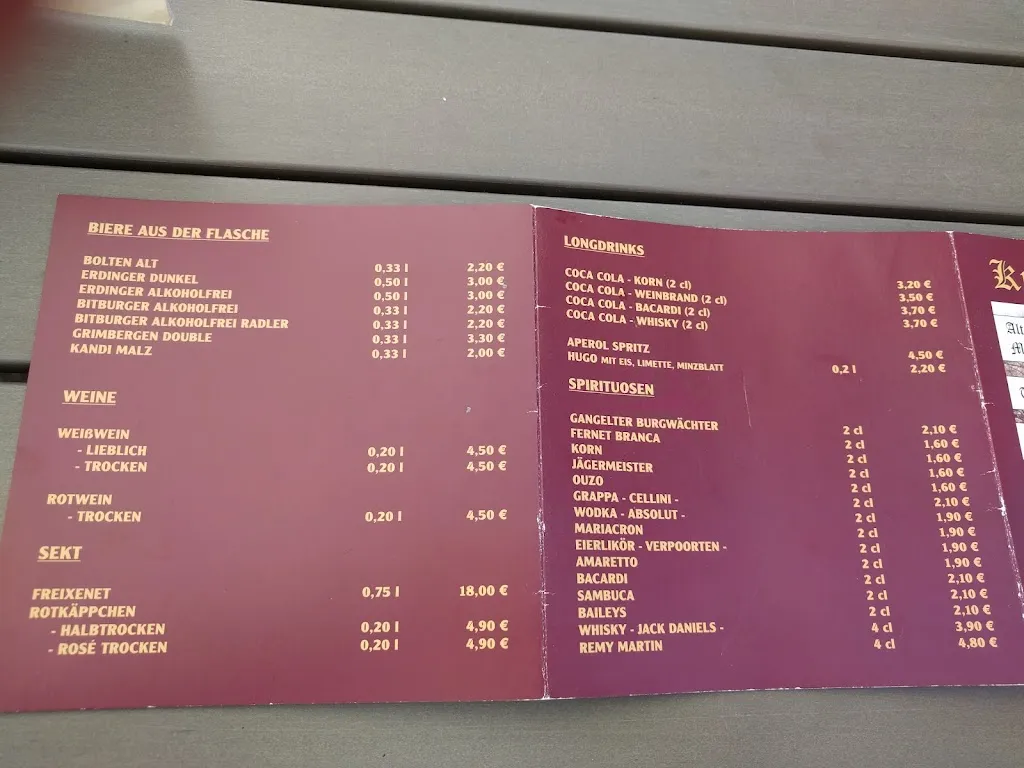 BIERE AUS DER FLASCHE
BOLTEN ALT 0,33 l 2,20 €
ERDINGER DUNKEL 0,50 l 3,00 €
ERDINGER ALKOHOLFREI 0,50 l 3,00 €
BITBURGER ALKOHOLFREI 0,33 l 2,20 €
BITBURGER ALKOHOLFREI RADLER 0,33 l 2,20 €
GRIMBERGEN DOUBLE 0,33 l 3,30 €
KANDI MALZ 0,33 l 2,00 €
WEINE
WEIßWEIN
- LIEBLICH 0,20 l 4,50 €
- TROCKEN 0,20 l 4,50 €
ROTWEIN
- TROCKEN 0,20 l 4,50 €
SEKT
FREIXENET 0,75 l 18,00 €
ROTKÄPPCHEN
- HALBTROCKEN 0,20 l 4,90 €
- ROSÉ TROCKEN 0,20 l 4,90 €
LONGDRINKS
COCA COLA - KORN (2 cl) 3,20 €
COCA COLA - WEINBRAND (2 cl) 3,50 €
COCA COLA - BACARDI (2 cl) 3,70 €
COCA COLA - WHISKY (2 cl) 3,70 €
APEROL SPRITZ 4,50 €
HUGO MIT EIS, LIMETTE, MINZBLATT 0,2 l 2,20 €
SPIRITUOSEN
GANGELTER BURGWÄCHTER 2 cl 2,10 €
FERNET BRANCA 2 cl 1,60 €
KORN 2 cl 1,60 €
JÄGERMEISTER 2 cl 1,60 €
OUZO 2 cl 1,60 €
GRAPPA - CELLINI - 2 cl 2,10 €
WODKA - ABSOLUT - 2 cl 1,90 €
MARIACRON 2 cl 1,90 €
EIERLIKÖR - VERPOORTEN - 2 cl 1,90 €
AMARETTO 2 cl 1,90 €
BACARDI 2 cl 2,10 €
SAMBUCA 2 cl 2,10 €
BAILEYS 2 cl 2,10 €
WHISKY - JACK DANIELS - 4 cl 3,90 €
REMY MARTIN 4 cl 4,80 €
K
Alt
M